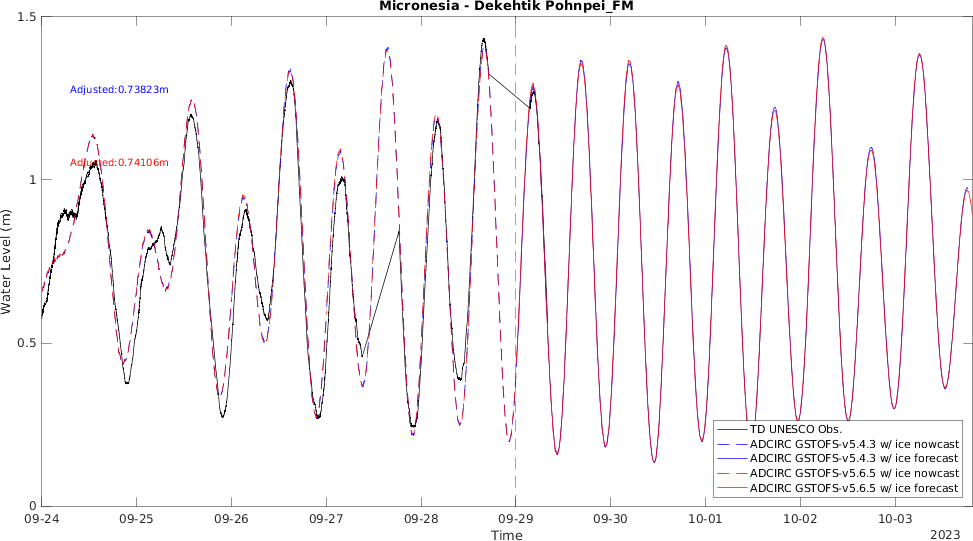 Micronesia - Dekehtik Pohnpei_FM
1.5
1
0.5
0
Water Level (m)
Adjusted:0.73823m
Adjusted:0.74106m
TD UNESCO Obs.
ADCIRC GSTOFS-v5.4.3 w/ ice nowcast
ADCIRC GSTOFS-v5.4.3 w/ ice forecast
ADCIRC GSTOFS-v5.6.5 w/ ice nowcast
ADCIRC GSTOFS-v5.6.5 w/ ice forecast
09-24 09-25 09-26 09-27 09-28 09-29 09-30 10-01 10-02 10-03
Time
2023